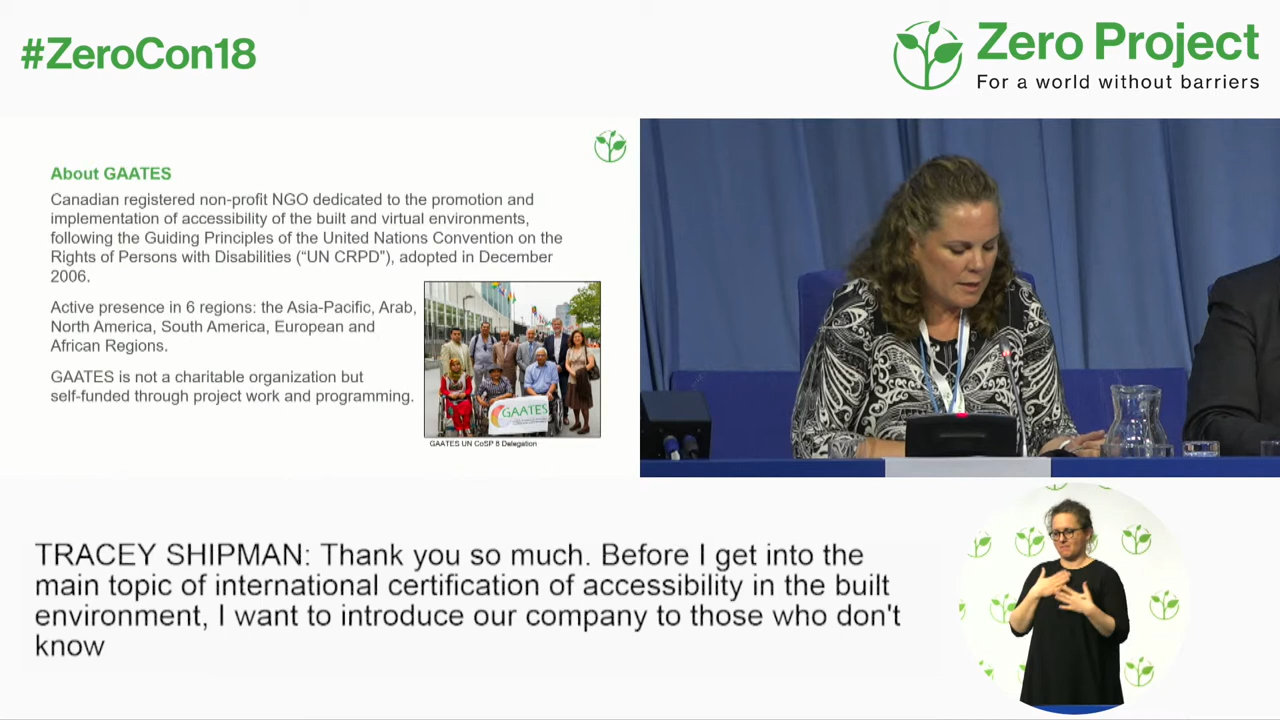 #ZeroCon18
Zero Project
For a world without barriers
About GAATES
Canadian registered non-profit NGO dedicated to the promotion and
implementation of accessibility of the built and virtual environments,
following the Guiding Principles of the United Nations Convention on the
Rights of Persons with Disabilities (“UN CRPD”), adopted in December
2006.
Active presence in 6 regions: the Asia-Pacific, Arab,
North America, South America, European and
African Regions.
GAATES is not a charitable organization but
self-funded through project work and programming.
GAATES
GAATES UN CoSP 8 Delegation
TRACEY SHIPMAN: Thank you so much. Before I get into the
main topic of international certification of accessibility in the built
environment, I want to introduce our company to those who don't
know